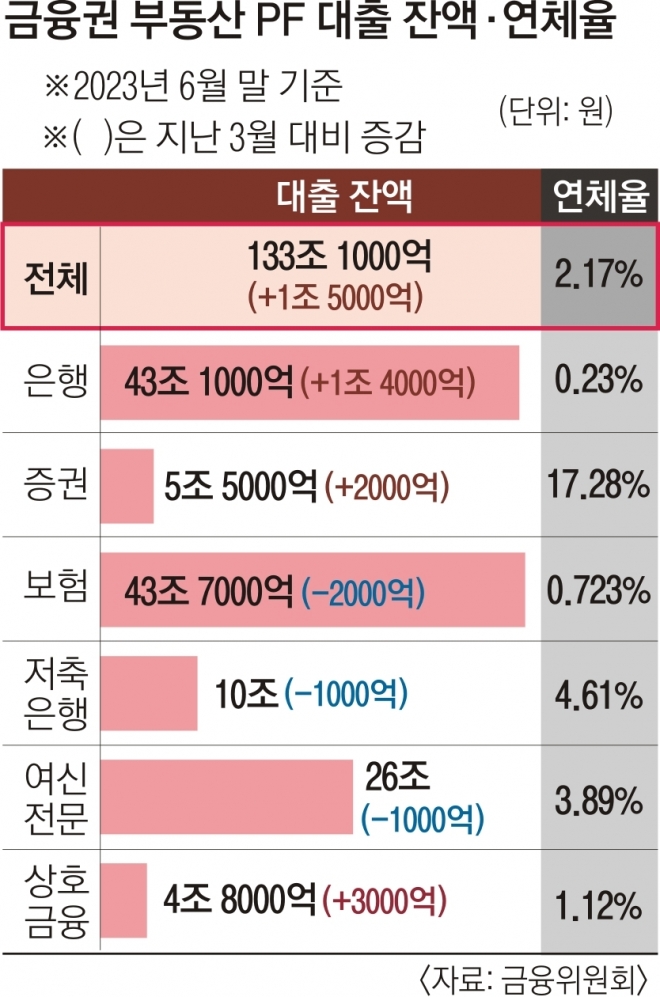 금융권 부동산 PF 대출 잔액·연체율
※2023년 6월 말 기준
※( )은 지난 3월 대비 증감
(단위: 원)
대출 잔액 연체율
전체 133조 1000억 (+1조 5000억) 2.17%
은행 43조 1000억 (+1조 4000억) 0.23%
증권 5조 5000억 (+2000억) 17.28%
보험 43조 7000억 (-2000억) 0.723%
저축
은행 10조 (-1000억) 4.61%
여신
전문 26조
(-1000억) 3.89%
상호
금융 4조 8000억 (+3000억) 1.12%
〈자료: 금융위원회〉